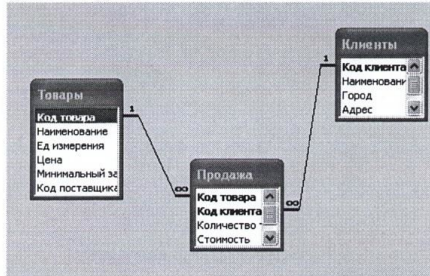 Товары
Код товара
Наименование
Ед измерения
Цена
Минимальный за
Код поставщика
1
∞
Продажа
Код товара
Код клиента
Количество
Стоимость
∞
1
Клиенты
Код клиента
Наименовани
Город
Адрес